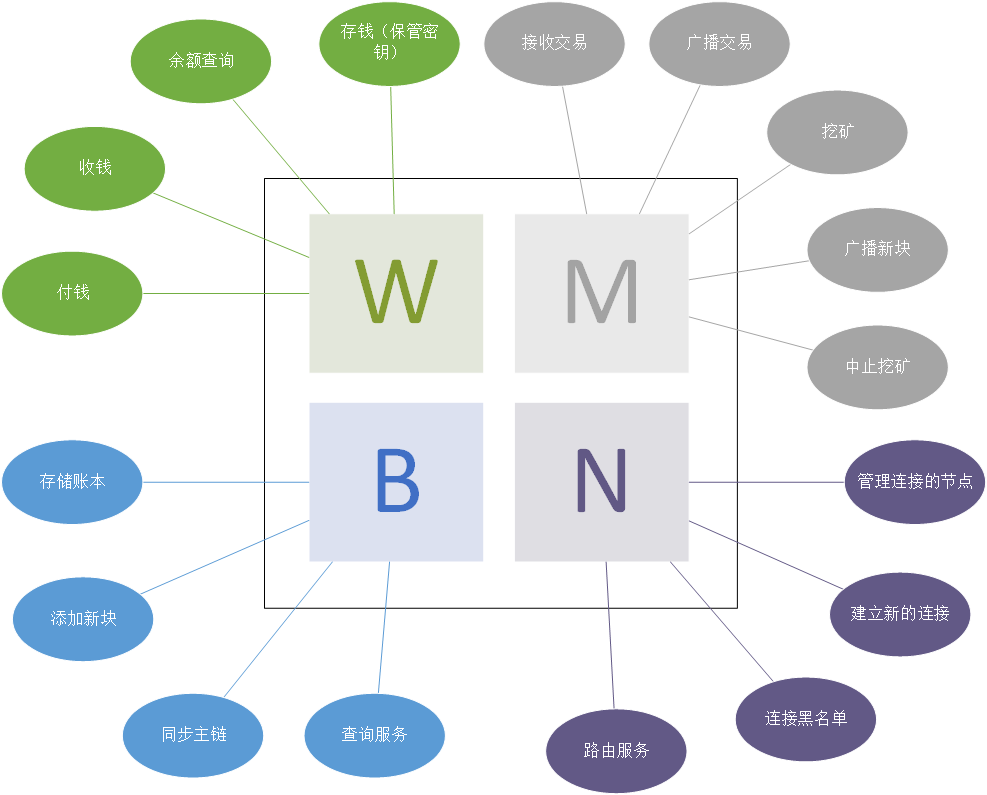 存钱（保管密
钥）
接收交易
广播交易
余额查询
挖矿
收钱
广播新块
付钱
W
M
中止挖矿
存储账本
B
N
管理连接的节点
添加新块
建立新的连接
同步主链
查询服务
路由服务
连接黑名单